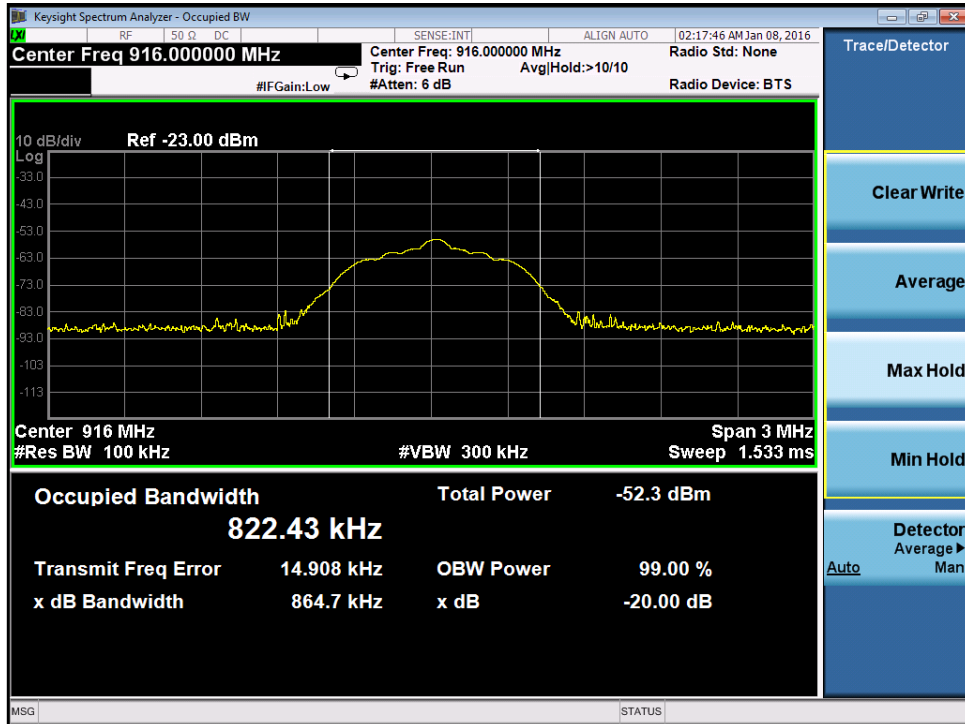 Keysight Spectrum Analyzer - Occupied BW
LXI RF 50 Ω DC SENSE:INT ALIGN AUTO 02:17:46 AM Jan 08, 2016
Center Freq 916.000000 MHz
Center Freq: 916.000000 MHz
Radio Std: None
Trig: Free Run Avg|Hold:>10/10
#IFGain:Low
#Atten: 6 dB
Radio Device: BTS
Trace/Detector
10 dB/div Ref -23.00 dBm
Log
-33.0
-43.0
-53.0
-63.0
-73.0
-83.0
-93.0
-103
-113
Center 916 MHz Span 3 MHz
#Res BW 100 kHz #VBW 300 kHz Sweep 1.533 ms
Occupied Bandwidth Total Power -52.3 dBm
822.43 kHz
Transmit Freq Error 14.908 kHz OBW Power 99.00 %
x dB Bandwidth 864.7 kHz x dB -20.00 dB
Clear Write
Average
Max Hold
Min Hold
Detector
Average
Auto Man
MSG STATUS